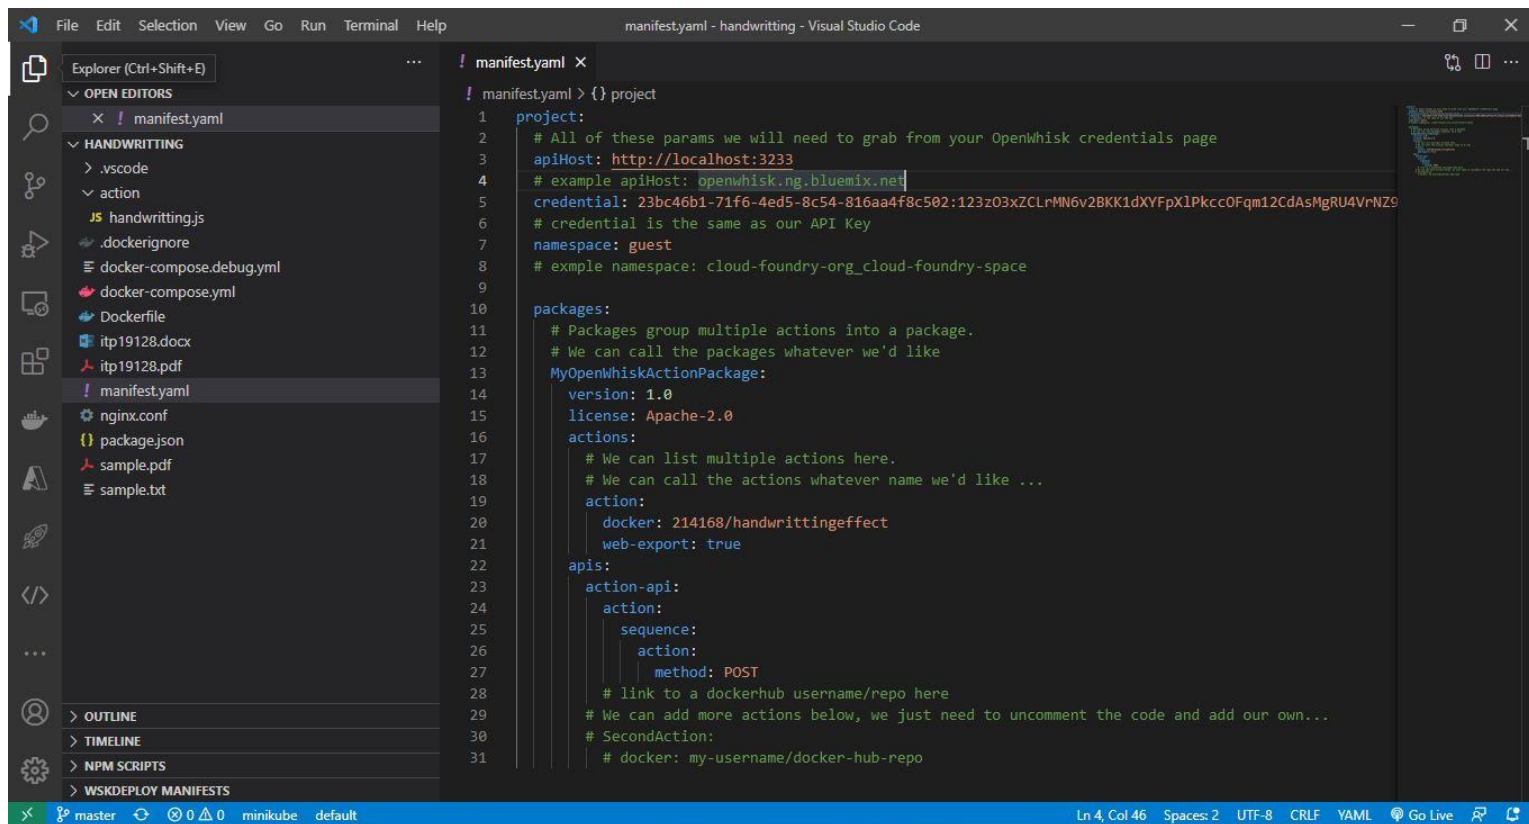 File Edit Selection View Go Run Terminal Help
manifest.yaml - handwritting - Visual Studio Code
Explorer (Ctrl+Shift+E)
OPEN EDITORS
! manifest.yaml
HANDWRITTING
.vscode
action
JS handwritting.js
.dockerignore
docker-compose.debug.yml
docker-compose.yml
Dockerfile
itp19128.docx
itp19128.pdf
! manifest.yaml
nginx.conf
{} package.json
sample.pdf
sample.txt
OUTLINE
TIMELINE
NPM SCRIPTS
WSKDEPLOY MANIFESTS
! manifest.yaml
! manifest.yaml > {} project
1 project:
2 # All of these params we will need to grab from your OpenWhisk credentials page
3 apiHost: http://localhost:3233
4 # example apiHost: openwhisk.ng.bluemix.net
5 credential: 23bc46b1-71f6-4ed5-8c54-816aa4f8c502:123zO3xZCLrMN6v2BKK1dXYFpXlPkccOFqm12CdAsMgRU4VrNZ9
6 # credential is the same as our API Key
7 namespace: guest
8 # exmple namespace: cloud-foundry-org_cloud-foundry-space
9
10 packages:
11 # Packages group multiple actions into a package.
12 # We can call the packages whatever we'd like
13 MyOpenWhiskActionPackage:
14 version: 1.0
15 license: Apache-2.0
16 actions:
17 # We can list multiple actions here.
18 # We can call the actions whatever name we'd like ...
19 action:
20 docker: 214168/handwrittingeffect
21 web-export: true
22 apis:
23 action-api:
24 action:
25 sequence:
26 action:
27 method: POST
28 # link to a dockerhub username/repo here
29 # We can add more actions below, we just need to uncomment the code and add our own...
30 # SecondAction:
31 # docker: my-username/docker-hub-repo
master 0 0 minikube default
Ln 4, Col 46 Spaces: 2 UTF-8 CRLF YAML Go Live